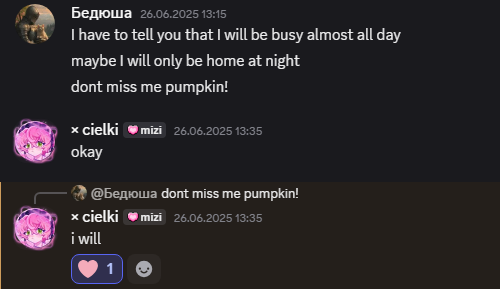 Бедюша 26.06.2025 13:15
I have to tell you that I will be busy almost all day
maybe I will only be home at night
dont miss me pumpkin!
× cielki mizi 26.06.2025 13:35
okay
@Бедюша dont miss me pumpkin!
× cielki mizi 26.06.2025 13:35
i will
1